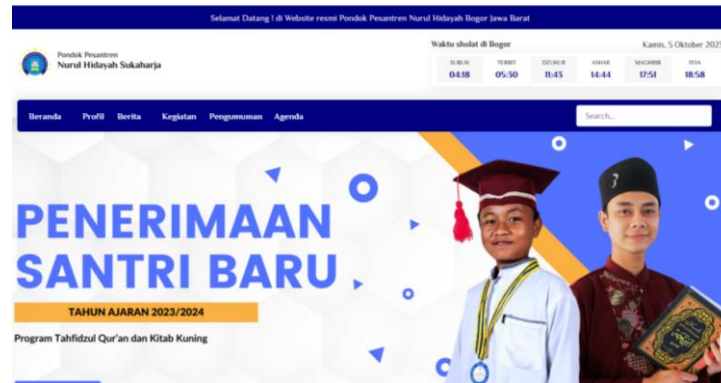 Selamat Datang ! di Website resmi Pondok Pesantren Nurul Hidayah Bogor Jawa Barat
Pondok Pesantren
Nurul Hidayah Sukaharja
Waktu sholat di Bogor
Kamis, 5 Oktober 2023
SUBUH TERBIT DZUHUR ASHAR MAGHRIB ISYA
04:18 05:30 11:43 14:44 17:51 18:58
Beranda Profil Berita Kegiatan Pengumuman Agenda
Search...
PENERIMAAN
SANTRI BARU
TAHUN AJARAN 2023/2024
Program Tahfidzul Qur'an dan Kitab Kuning